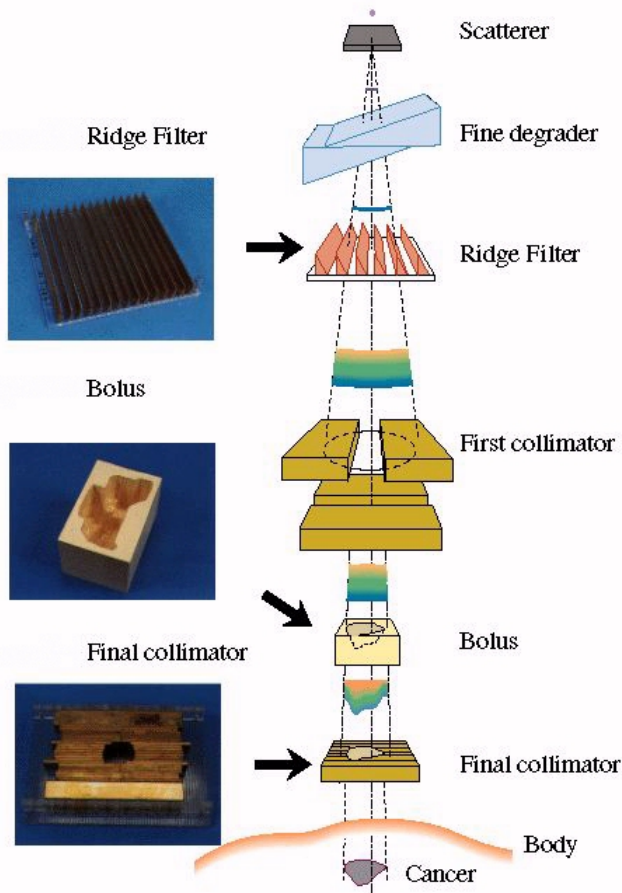 Scatterer
Fine degrader
Ridge Filter
Ridge Filter
Bolus
First collimator
Bolus
Final collimator
Final collimator
Body
Cancer